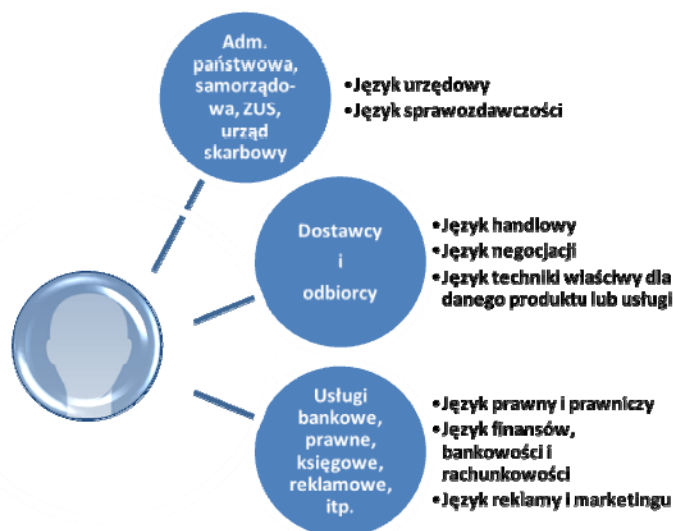 Adm.
państwowa,
samorządo-
wa, ZUS,
urząd
skarbowy
•Język urzędowy
•Język sprawozdawczości
Dostawcy
i
odbiorcy
•Język handlowy
•Język negocjacji
•Język techniki właściwy dla
danego produktu lub usługi
Usługi
bankowe,
prawne,
księgowe,
reklamowe,
itp.
•Język prawny i prawniczy
•Język finansów,
bankowości i
rachunkowości
•Język reklamy i marketingu